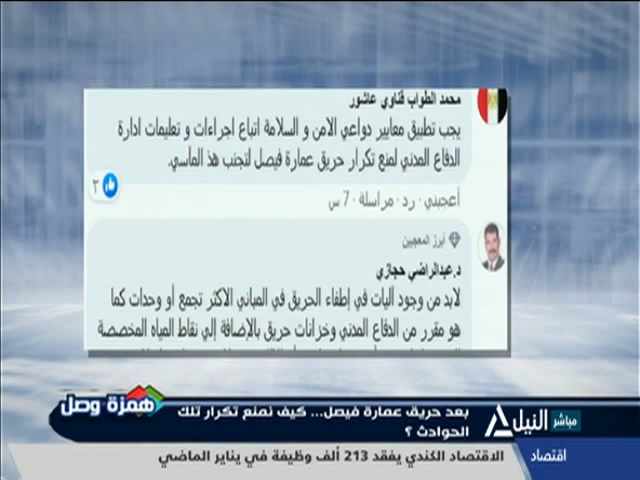 محمد الطواب قناوي عاشور
يجب تطبيق معايير دواعي الامن و السلامة اتباع اجراءات و تعليمات ادارة
الدفاع المدني لمنع تكرار حريق عمارة فيصل لتجنب هذ الماسي.
٣
أعجبني · رد · مراسلة · 7 س
أبرز المعجبين
د.عبدالراضي حجازي
لابد من وجود آليات في إطفاء الحريق في المباني الاكثر تجمع أو وحدات كما
هو مقرر من الدفاع المدني وخزانات حريق بالإضافة إلي نقاط المياه المخصصة
همزة وصل
بعد حريق عمارة فيصل... كيف نمنع تكرار تلك
الحوادث ؟
النيل
مباشر
اقتصاد
الاقتصاد الكندي يفقد 213 ألف وظيفة في يناير الماضي